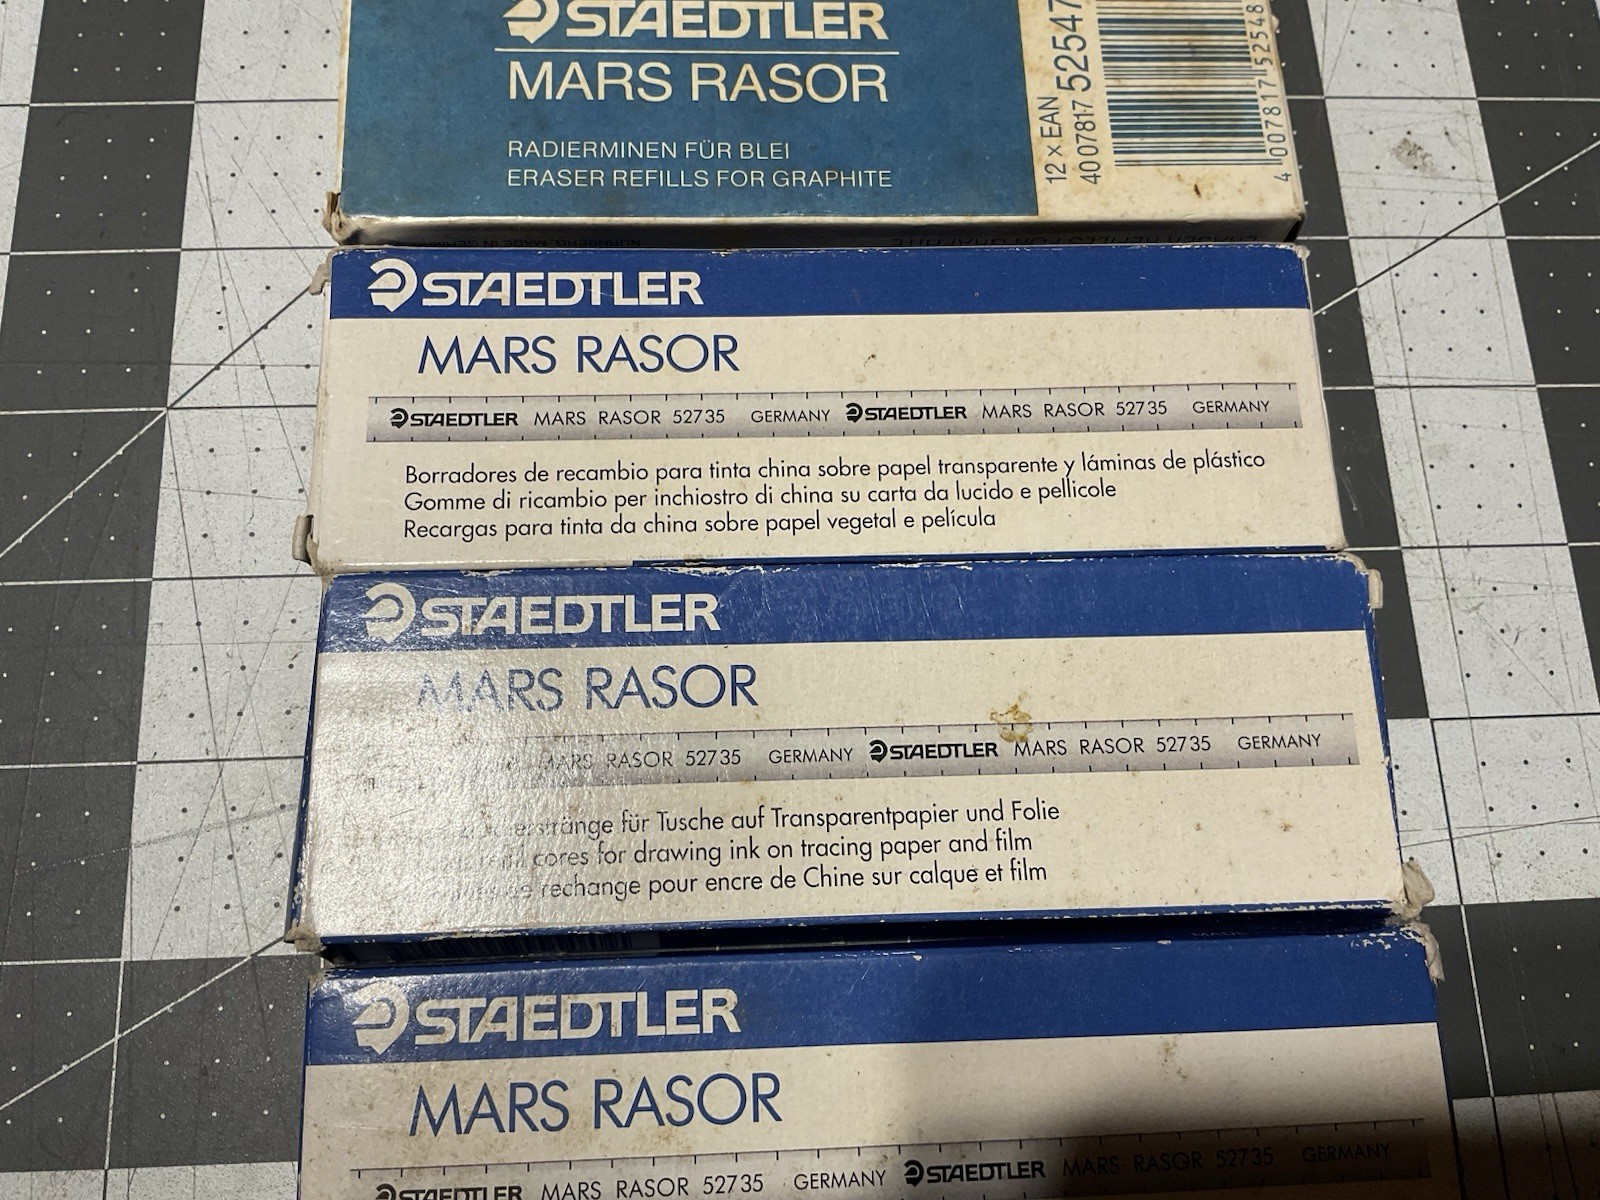 STAEDTLER
MARS RASOR
RADIERMINEN FÜR BLEI
ERASER REFILLS FOR GRAPHITE
12 x EAN
40 07817 52547
4 007817 52548
STAEDTLER
MARS RASOR
STAEDTLER MARS RASOR 52735 GERMANY STAEDTLER MARS RASOR 52735 GERMANY
Borradores de recambio para tinta china sobre papel transparente y láminas de plástico
Gomme di ricambio per inchiostro di china su carta da lucido e pellicole
Recargas para tinta da china sobre papel vegetal e película
STAEDTLER
MARS RASOR
MARS RASOR 52735 GERMANY STAEDTLER MARS RASOR 52735 GERMANY
für Tusche auf Transparentpapier und Folie
cores for drawing ink on tracing paper and film
rechange pour encre de Chine sur calque et film
STAEDTLER
MARS RASOR
STAEDTLER MARS RASOR 52735 GERMANY STAEDTLER MARS RASOR 52735 GERMANY